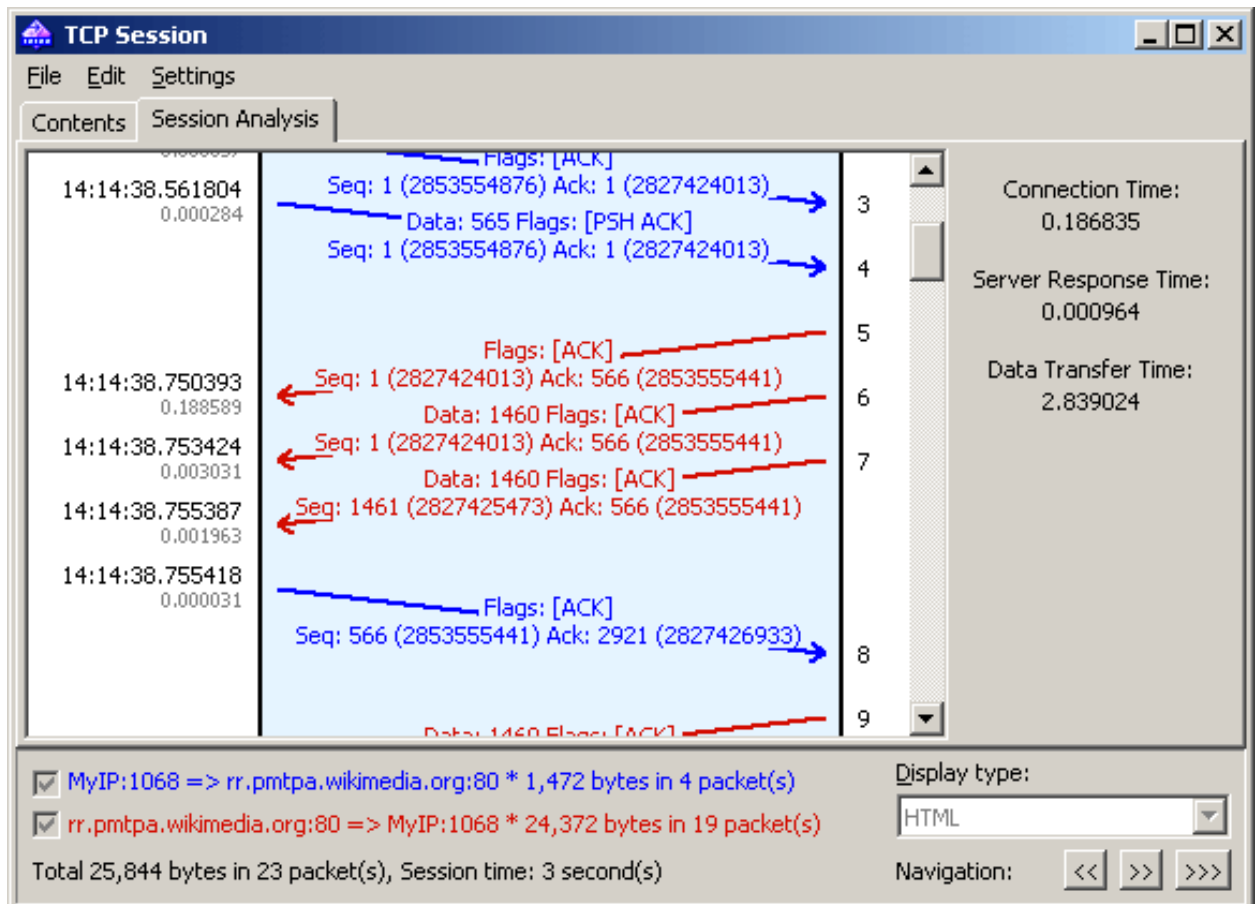 TCP Session
File Edit Settings
Contents Session Analysis
Flags: [ACK]
14:14:38.561804 Seq: 1 (2853554876) Ack: 1 (2827424013) 3
0.000284 Data: 565 Flags: [PSH ACK]
Seq: 1 (2853554876) Ack: 1 (2827424013) 4
5
Flags: [ACK]
14:14:38.750393 Seq: 1 (2827424013) Ack: 566 (2853555441)
0.188589 Data: 1460 Flags: [ACK] 6
14:14:38.753424 Seq: 1 (2827424013) Ack: 566 (2853555441)
0.003031 Data: 1460 Flags: [ACK] 7
14:14:38.755387 Seq: 1461 (2827425473) Ack: 566 (2853555441)
0.001963
14:14:38.755418
0.000031 Flags: [ACK]
Seq: 566 (2853555441) Ack: 2921 (2827426933) 8
Data: 1460 Flags: [ACK] 9
Connection Time:
0.186835
Server Response Time:
0.000964
Data Transfer Time:
2.839024
MyIP:1068 => rr.pmtpa.wikimedia.org:80 * 1,472 bytes in 4 packet(s)
rr.pmtpa.wikimedia.org:80 => MyIP:1068 * 24,372 bytes in 19 packet(s)
Total 25,844 bytes in 23 packet(s), Session time: 3 second(s)
Display type:
HTML
Navigation: << >> >>>